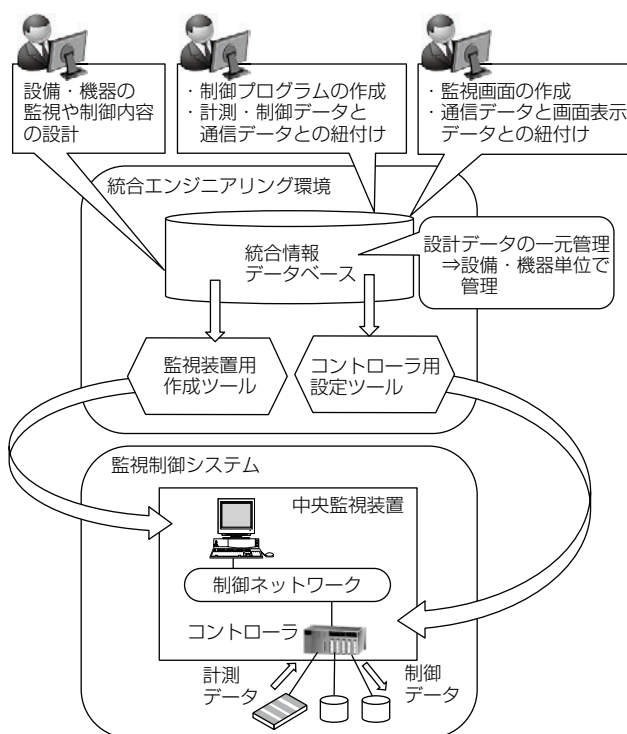 設備・機器の
監視や制御内容
の設計
・制御プログラムの作成
・計測・制御データと
通信データとの紐付け
・監視画面の作成
・通信データと画面表示
データとの紐付け
統合エンジニアリング環境
統合情報
データベース
設計データの一元管理
⇒設備・機器単位で
管理
監視装置用
作成ツール
コントローラ用
設定ツール
監視制御システム
中央監視装置
制御ネットワーク
コントローラ
計測
データ
制御
データ